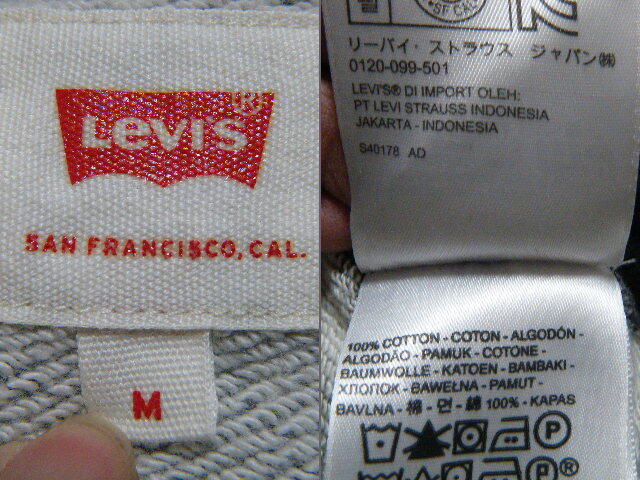 Levi's®
SAN FRANCISCO, CAL.
M
リーバイ・ストラウス ジャパン㈱
0120-099-501
LEVI'S® DI IMPORT OLEH:
PT LEVI STRAUSS INDONESIA
JAKARTA - INDONESIA
S40178 AD
100% COTTON - COTON - ALGODÓN -
ALGODÃO - PAMUK - COTONE -
BAUMWOLLE - KATOEN - BAMBAKI -
ХЛОПОК - BAWEŁNA - PAMUT -
BAVLNA - 棉 - 면 - 綿 100% - KAPAS